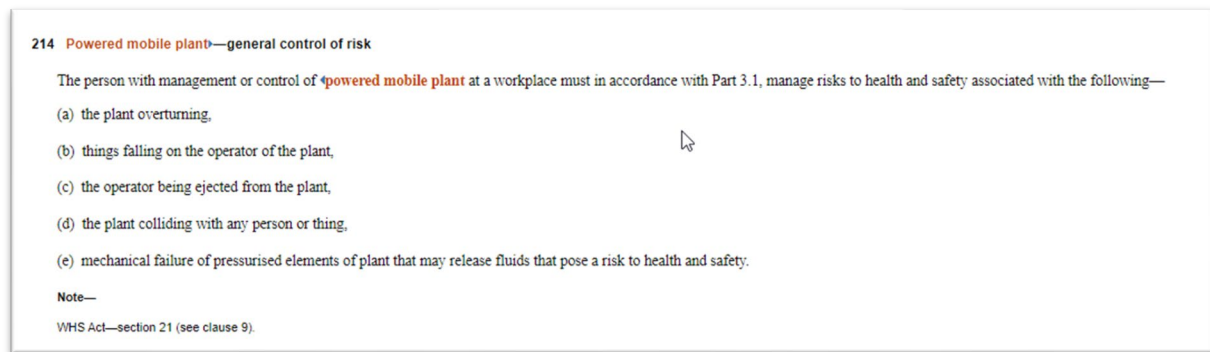 214 Powered mobile plant—general control of risk
The person with management or control of powered mobile plant at a workplace must in accordance with Part 3.1, manage risks to health and safety associated with the following—
(a) the plant overturning,
(b) things falling on the operator of the plant,
(c) the operator being ejected from the plant,
(d) the plant colliding with any person or thing,
(e) mechanical failure of pressurised elements of plant that may release fluids that pose a risk to health and safety.
Note—
WHS Act—section 21 (see clause 9).